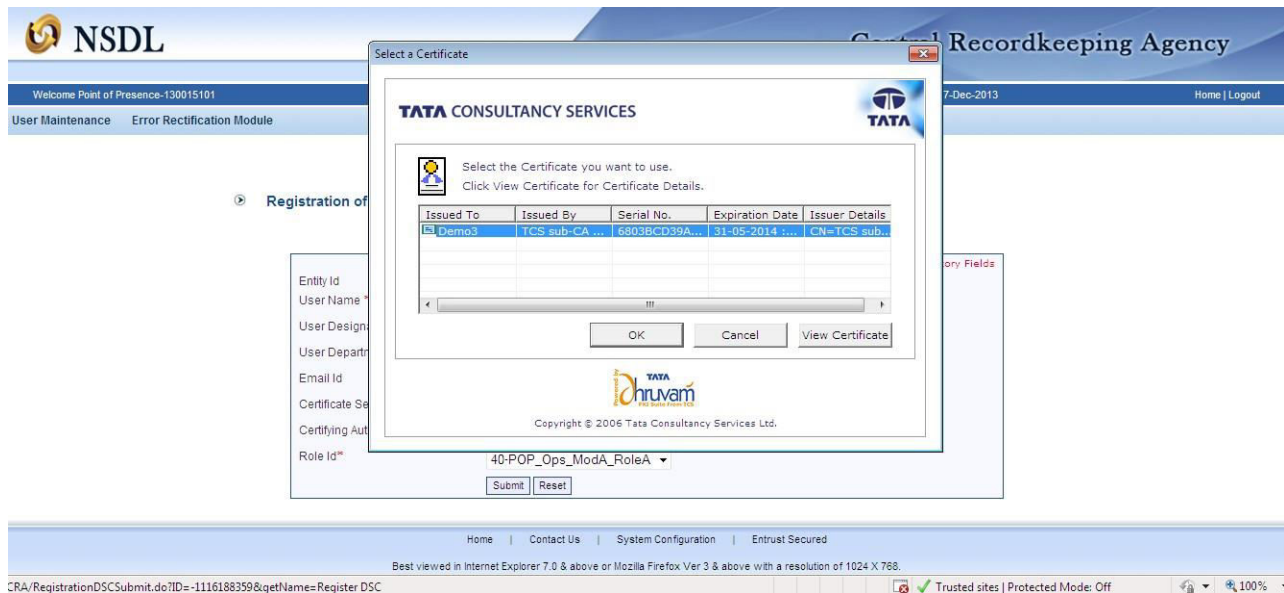 NSDL
Recordkeeping Agency
Select a Certificate
Welcome Point of Presence-130015101
7-Dec-2013
Home | Logout
User Maintenance Error Rectification Module
TATA CONSULTANCY SERVICES
TATA
Select the Certificate you want to use.
Click View Certificate for Certificate Details.
Registration of
Issued To Issued By Serial No. Expiration Date Issuer Details
Demo3 TCS sub-CA ... 6803BCD39A... 31-05-2014 :... CN=TCS sub...
ory Fields
Entity Id
User Name *
User Design
User Departr
Email Id
Certificate Se
Certifying Aut
OK Cancel View Certificate
Powered by
TATA
Dhruvam
PKI Suite From TCS
Copyright © 2006 Tata Consultancy Services Ltd.
Role Id*
40-POP_Ops_ModA_RoleA
Submit Reset
Home | Contact Us | System Configuration | Entrust Secured
Best viewed in Internet Explorer 7.0 & above or Mozilla Firefox Ver 3 & above with a resolution of 1024 X 768.
CRA/RegistrationDSCSubmit.do?ID=-1116188359&getName=Register DSC
Trusted sites | Protected Mode: Off
100%